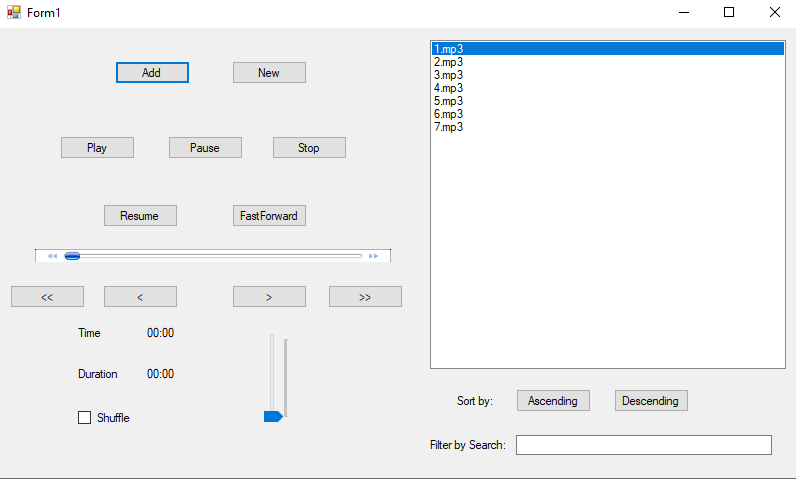 Form1
Add New
Play Pause Stop
Resume FastForward
<< < > >>
Time 00:00
Duration 00:00
Shuffle
1.mp3
2.mp3
3.mp3
4.mp3
5.mp3
6.mp3
7.mp3
Sort by: Ascending Descending
Filter by Search: